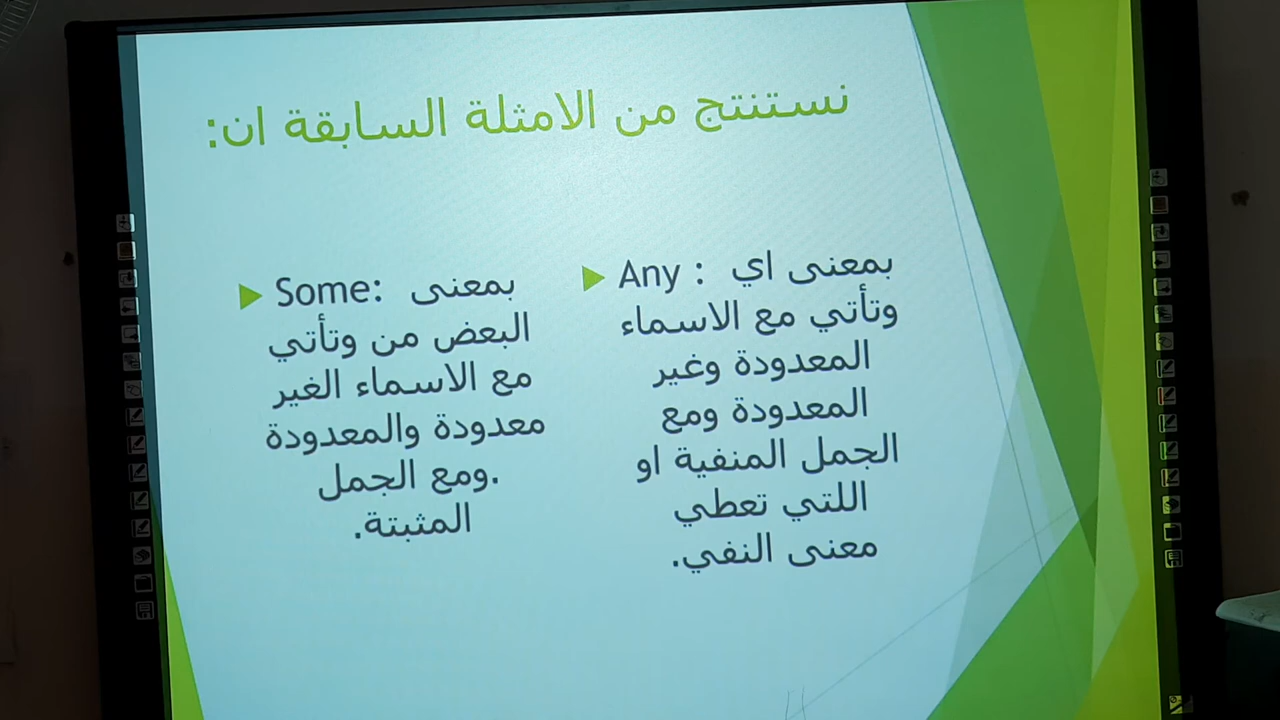 نستنتج من الامثلة السابقة ان:
Any : بمعنى اي
وتأتي مع الاسماء
المعدودة وغير
المعدودة ومع
الجمل المنفية او
اللتي تعطي
معنى النفي.
Some: بمعنى
البعض من وتأتي
مع الاسماء الغير
معدودة والمعدودة
.ومع الجمل
المثبتة.